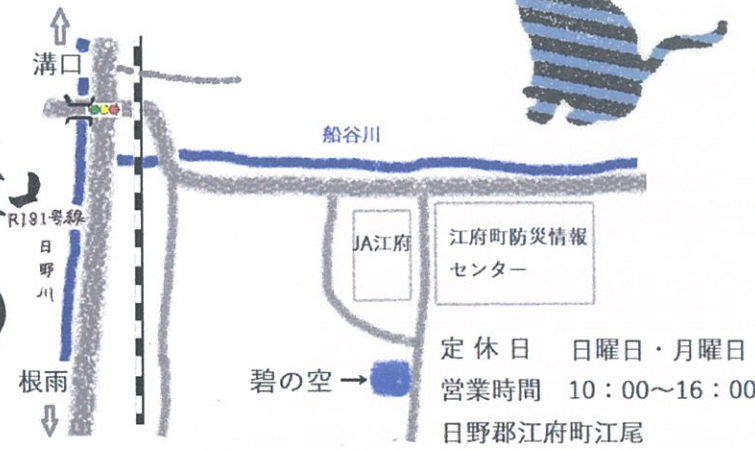 溝口
船谷川
R181号線
日野川
JA江府
江府町防災情報
センター
根雨
碧の空→
定休日 日曜日・月曜日
営業時間 10：00～16：00
日野郡江府町江尾